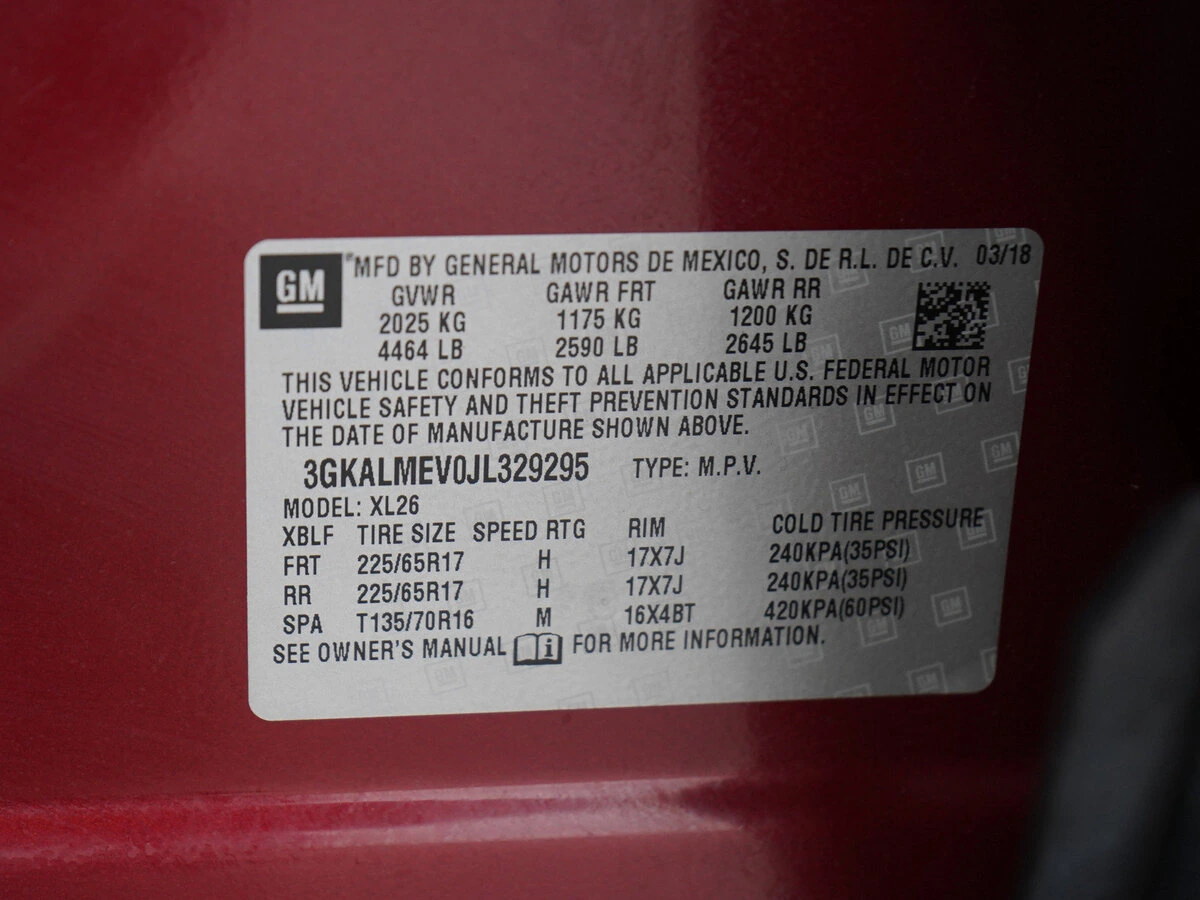 GM
MFD BY GENERAL MOTORS DE MEXICO, S. DE R.L. DE C.V. 03/18
GVWR GAWR FRT GAWR RR
2025 KG 1175 KG 1200 KG
4464 LB 2590 LB 2645 LB
THIS VEHICLE CONFORMS TO ALL APPLICABLE U.S. FEDERAL MOTOR
VEHICLE SAFETY AND THEFT PREVENTION STANDARDS IN EFFECT ON
THE DATE OF MANUFACTURE SHOWN ABOVE.
3GKALMEV0JL329295 TYPE: M.P.V.
MODEL: XL26
XBLF TIRE SIZE SPEED RTG RIM COLD TIRE PRESSURE
FRT 225/65R17 H 17X7J 240KPA(35PSI)
RR 225/65R17 H 17X7J 240KPA(35PSI)
SPA T135/70R16 M 16X4BT 420KPA(60PSI)
SEE OWNER'S MANUAL FOR MORE INFORMATION.